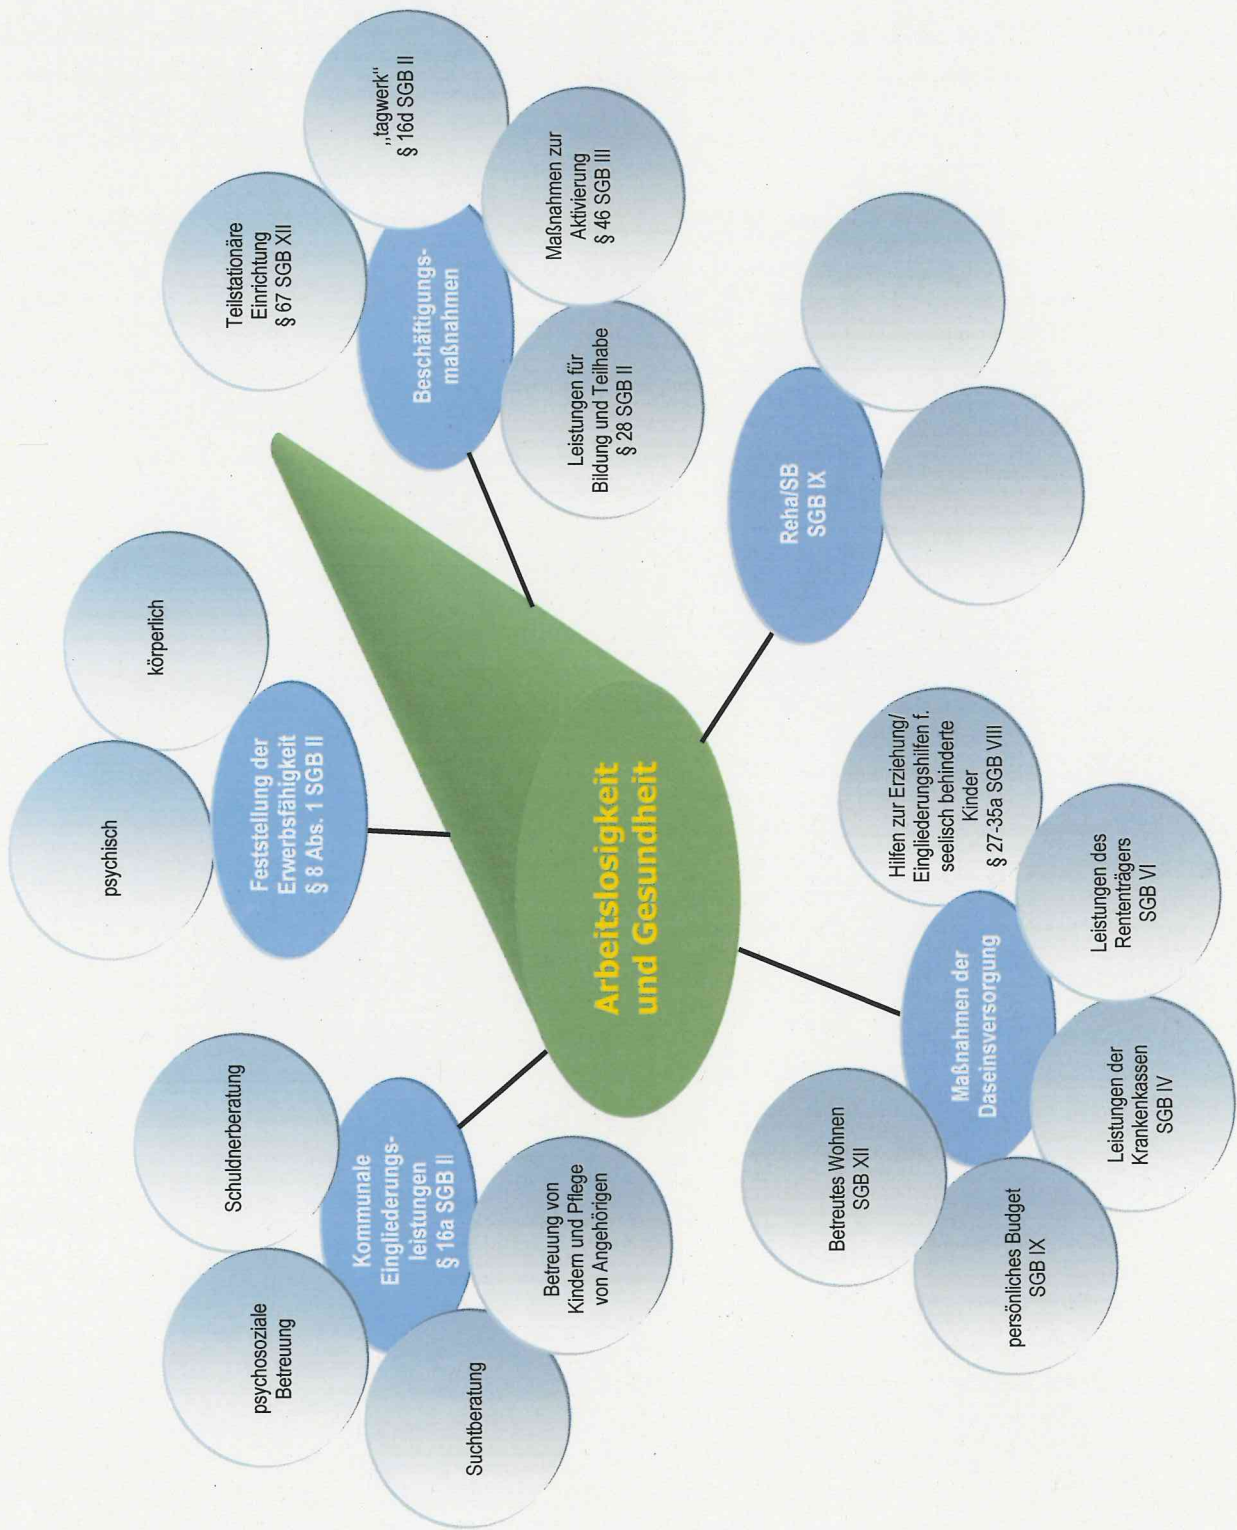 Arbeitslosigkeit
und Gesundheit
Kommunale
Eingliederungs-
leistungen
§ 16a SGB II
Schuldnerberatung
psychosoziale
Betreuung
Suchtberatung
Betreuung von
Kindern und Pflege
von Angehörigen
Feststellung der
Erwerbsfähigkeit
§ 8 Abs. 1 SGB II
psychisch
körperlich
Beschäftigungs-
maßnahmen
Teilstationäre
Einrichtung
§ 67 SGB XII
„tagwerk“
§ 16d SGB II
Maßnahmen zur
Aktivierung
§ 46 SGB III
Leistungen für
Bildung und Teilhabe
§ 28 SGB II
Reha/SB
SGB IX
Maßnahmen der
Daseinsversorgung
Hilfen zur Erziehung/
Eingliederungshilfen f.
seelisch behinderte
Kinder
§ 27-35a SGB VIII
Leistungen des
Rententrägers
SGB VI
Leistungen der
Krankenkassen
SGB IV
persönliches Budget
SGB IX
Betreutes Wohnen
SGB XII